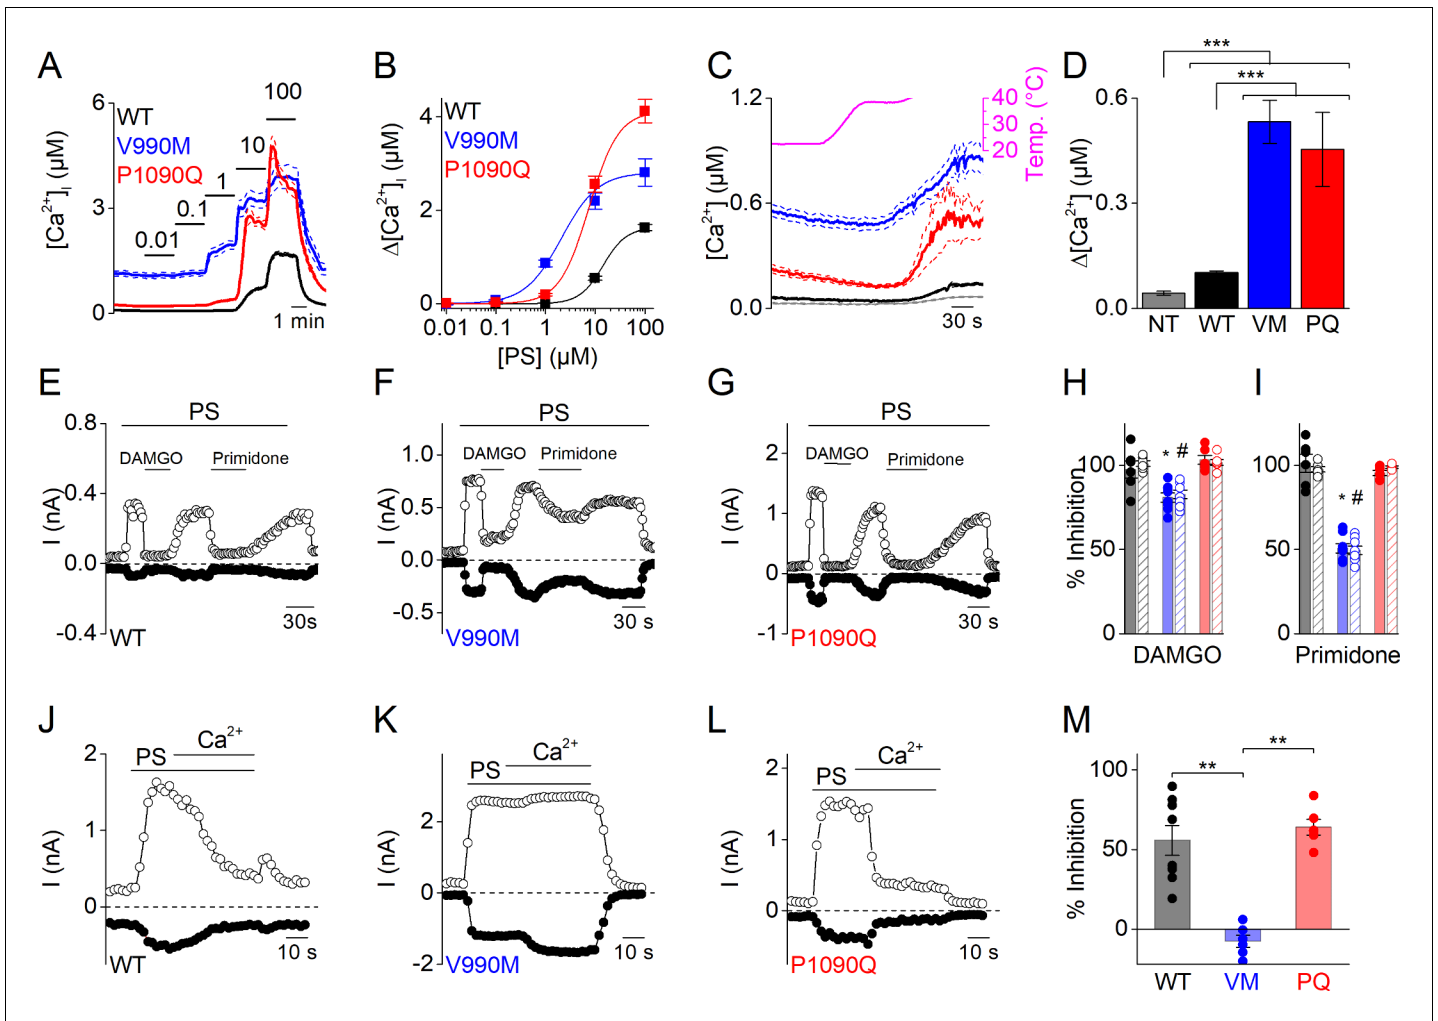 A
[Ca2+]I (µM)
6
3
0
WT
V990M
P1090Q
0.01
0.1
1
10
100
1 min
B
Δ[Ca2+]I (µM)
4
2
0
WT
V990M
P1090Q
0.01 0.1 1 10 100
[PS] (µM)
C
[Ca2+] (µM)
1.2
0.6
0.0
40
30
20
Temp. (°C)
30 s
D
Δ[Ca2+] (µM)
0.6
0.3
0.0
***
***
NT WT VM PQ
E
I (nA)
0.8
0.4
0.0
-0.4
PS
DAMGO Primidone
WT
30s
F
I (nA)
1.0
0.5
0.0
-0.5
PS
DAMGO Primidone
V990M
30s
G
I (nA)
2
1
0
-1
PS
DAMGO Primidone
P1090Q
30s
H
% Inhibition
100
50
0
* #
DAMGO
I
100
50
0
* #
Primidone
J
I (nA)
2
1
0
PS
Ca2+
WT
10 s
K
I (nA)
2
0
-2
PS
Ca2+
V990M
10 s
L
I (nA)
2
1
0
PS
Ca2+
P1090Q
10 s
M
% Inhibition
100
50
0
**
**
WT VM PQ